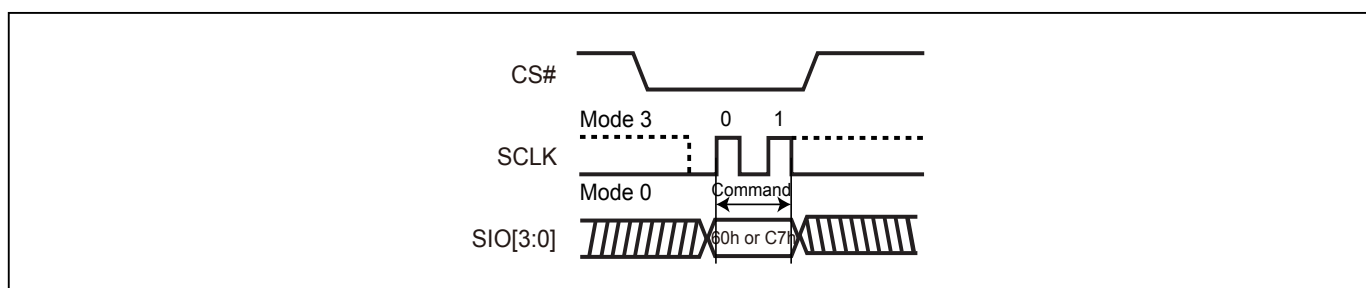 CS#
Mode 3 0 1
SCLK
Mode 0 Command
SIO[3:0] 60h or C7h